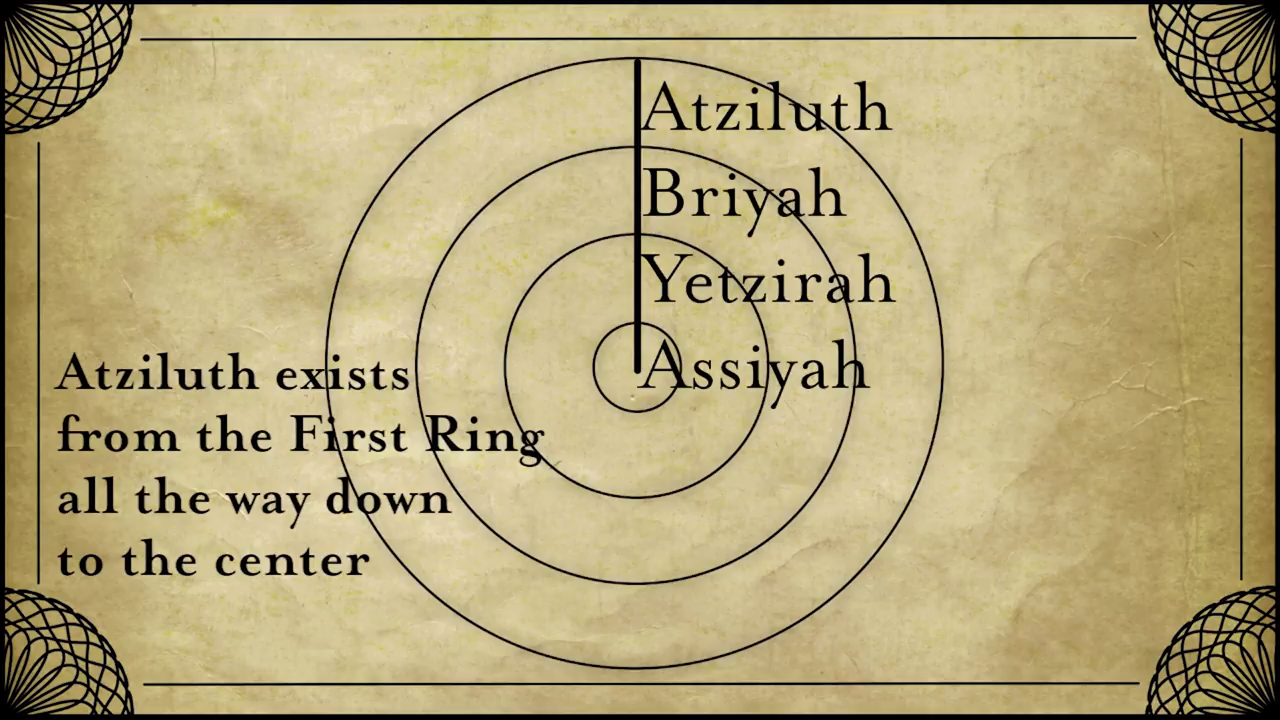 Atziluth
Briyah
Yetzirah
Assiyah
Atziluth exists
from the First Ring
all the way down
to the center